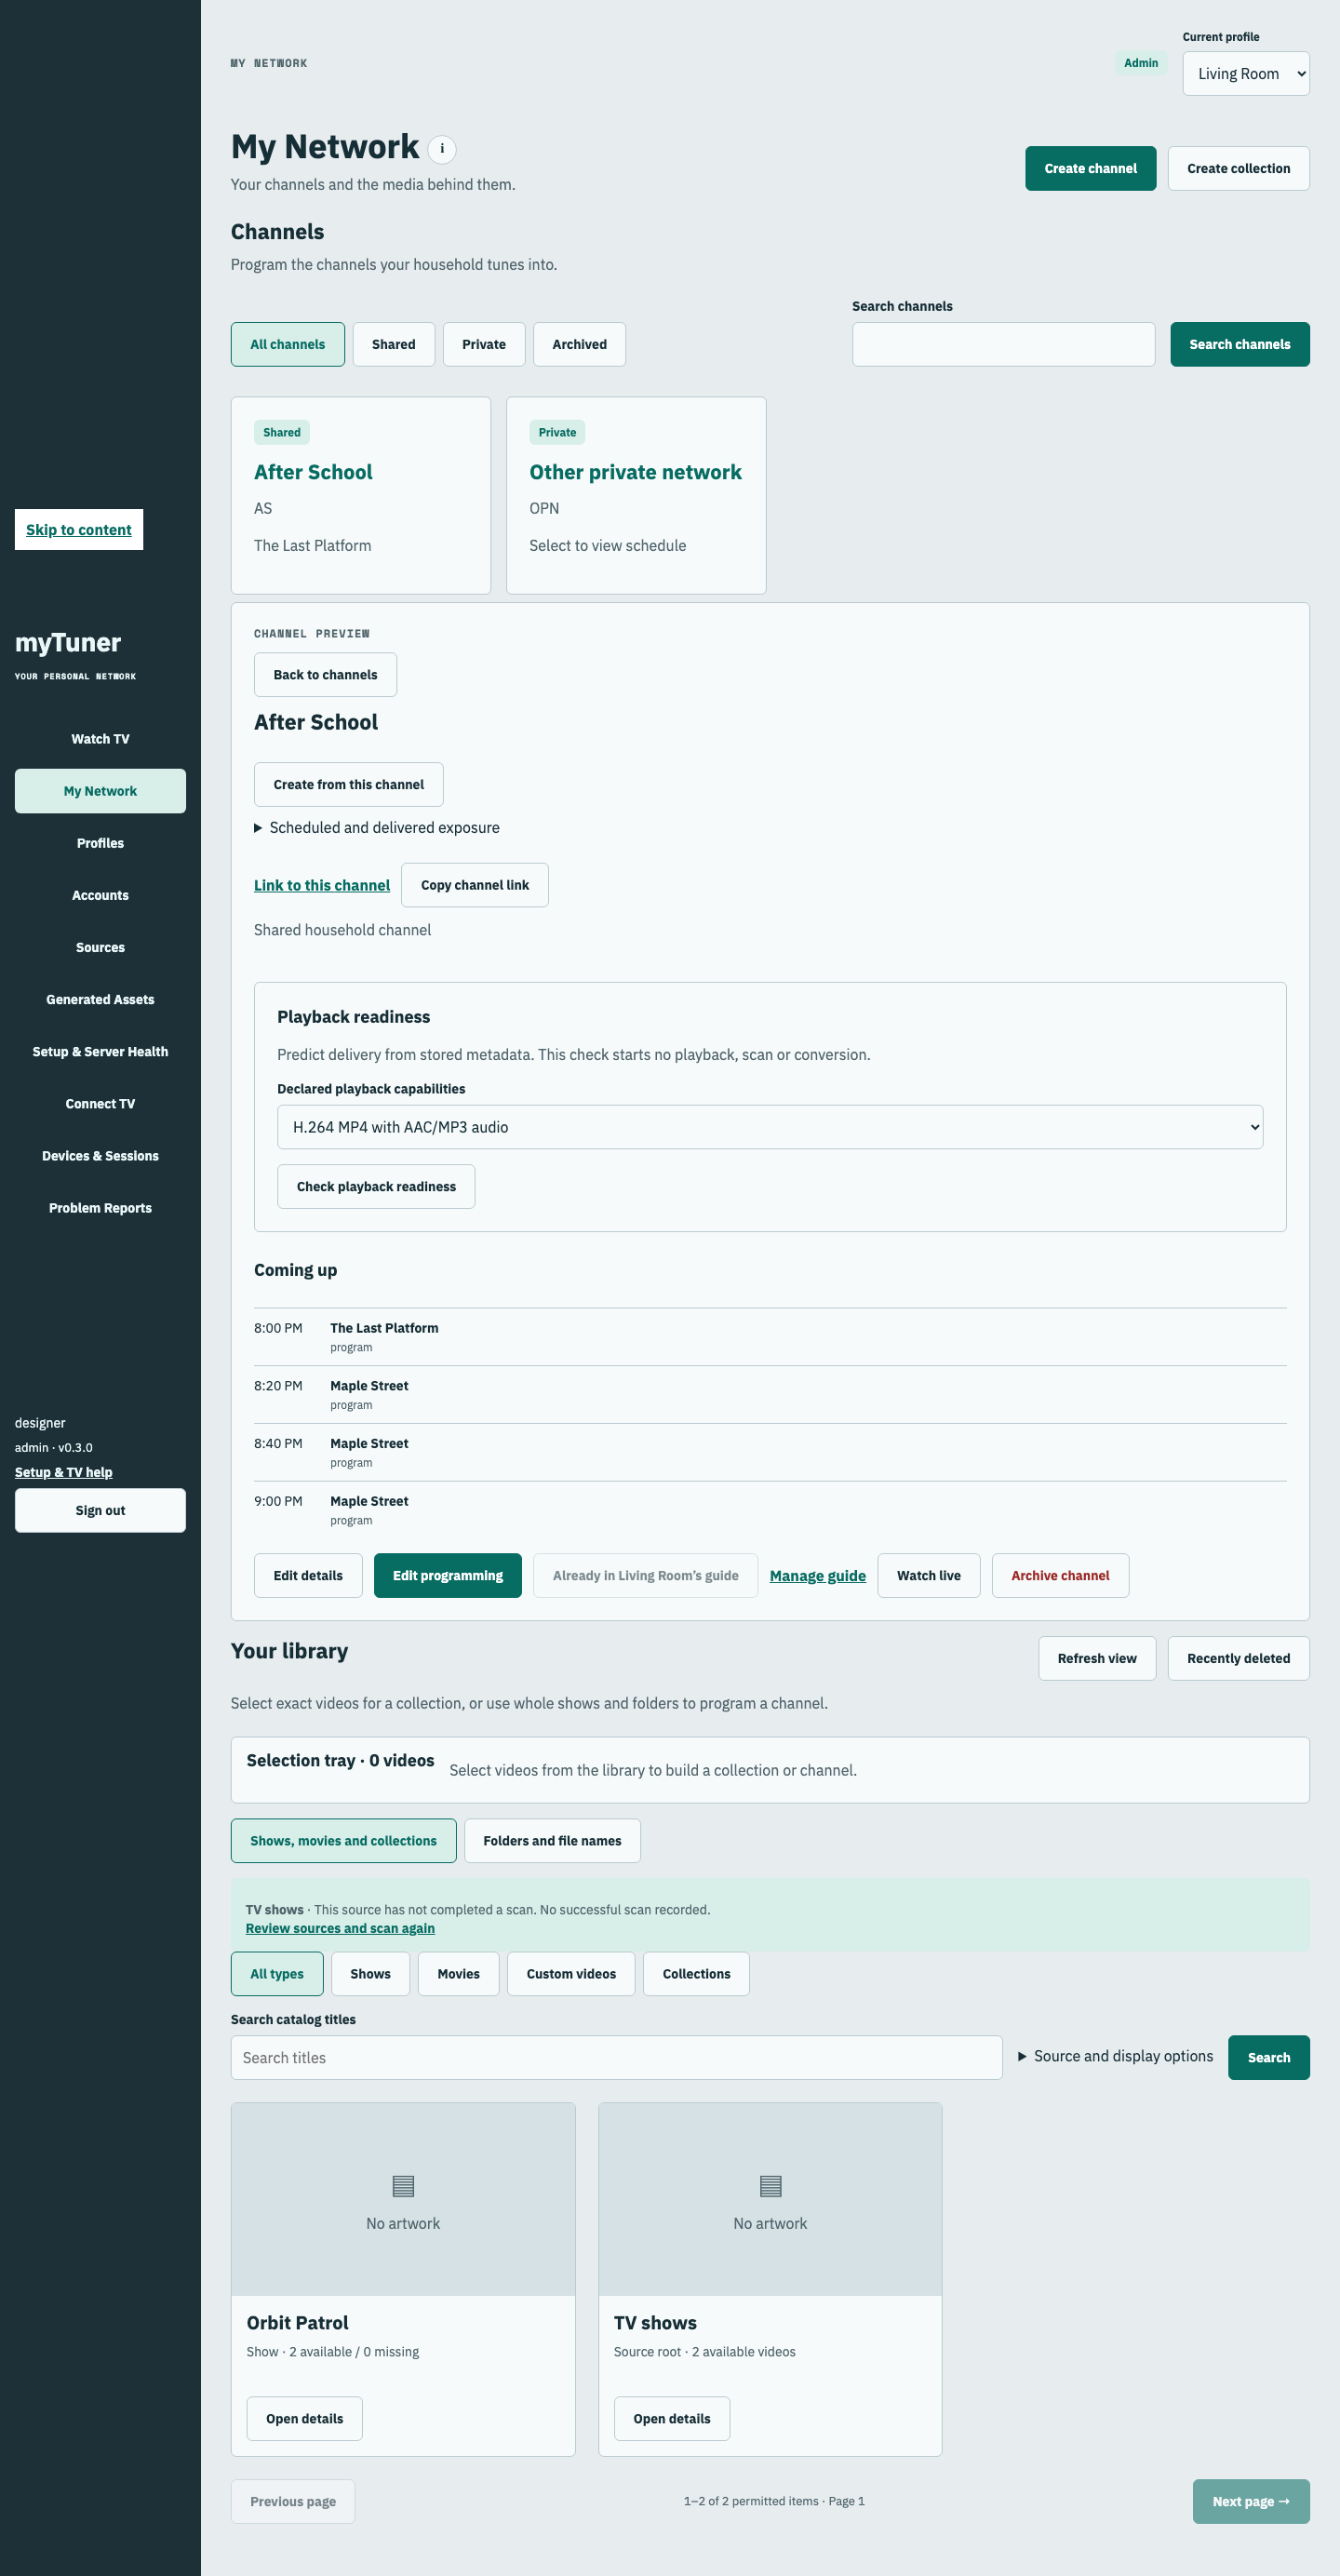 Skip to content
myTuner
YOUR PERSONAL NETWORK
Watch TV
My Network
Profiles
Accounts
Sources
Generated Assets
Setup & Server Health
Connect TV
Devices & Sessions
Problem Reports
designer
admin · v0.3.0
Setup & TV help
Sign out
MY NETWORK
Admin
Current profile
Living Room
My Network i
Your channels and the media behind them.
Create channel
Create collection
Channels
Program the channels your household tunes into.
All channels
Shared
Private
Archived
Search channels
Search channels
Shared
After School
AS
The Last Platform
Private
Other private network
OPN
Select to view schedule
CHANNEL PREVIEW
Back to channels
After School
Create from this channel
▶ Scheduled and delivered exposure
Link to this channel
Copy channel link
Shared household channel
Playback readiness
Predict delivery from stored metadata. This check starts no playback, scan or conversion.
Declared playback capabilities
H.264 MP4 with AAC/MP3 audio
Check playback readiness
Coming up
8:00 PM The Last Platform
program
8:20 PM Maple Street
program
8:40 PM Maple Street
program
9:00 PM Maple Street
program
Edit details
Edit programming
Already in Living Room's guide
Manage guide
Watch live
Archive channel
Your library
Refresh view
Recently deleted
Select exact videos for a collection, or use whole shows and folders to program a channel.
Selection tray · 0 videos
Select videos from the library to build a collection or channel.
Shows, movies and collections
Folders and file names
TV shows · This source has not completed a scan. No successful scan recorded.
Review sources and scan again
All types
Shows
Movies
Custom videos
Collections
Search catalog titles
Search titles
▶ Source and display options
Search
No artwork
Orbit Patrol
Show · 2 available / 0 missing
Open details
No artwork
TV shows
Source root · 2 available videos
Open details
Previous page
1–2 of 2 permitted items · Page 1
Next page →